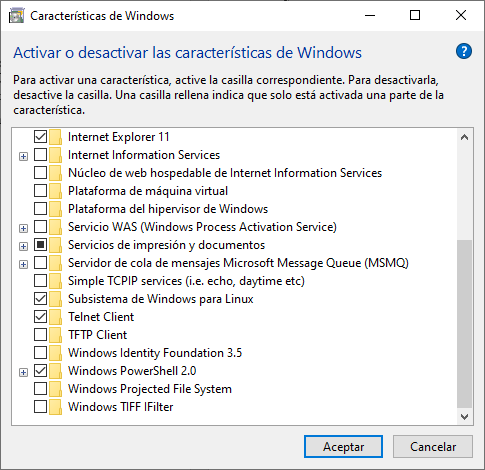 Características de Windows
Activar o desactivar las características de Windows
?
Para activar una característica, active la casilla correspondiente. Para desactivarla,
desactive la casilla. Una casilla rellena indica que solo está activada una parte de la
característica.
Internet Explorer 11
Internet Information Services
Núcleo de web hospedable de Internet Information Services
Plataforma de máquina virtual
Plataforma del hipervisor de Windows
Servicio WAS (Windows Process Activation Service)
Servicios de impresión y documentos
Servidor de cola de mensajes Microsoft Message Queue (MSMQ)
Simple TCPIP services (i.e. echo, daytime etc)
Subsistema de Windows para Linux
Telnet Client
TFTP Client
Windows Identity Foundation 3.5
Windows PowerShell 2.0
Windows Projected File System
Windows TIFF IFilter
Aceptar
Cancelar